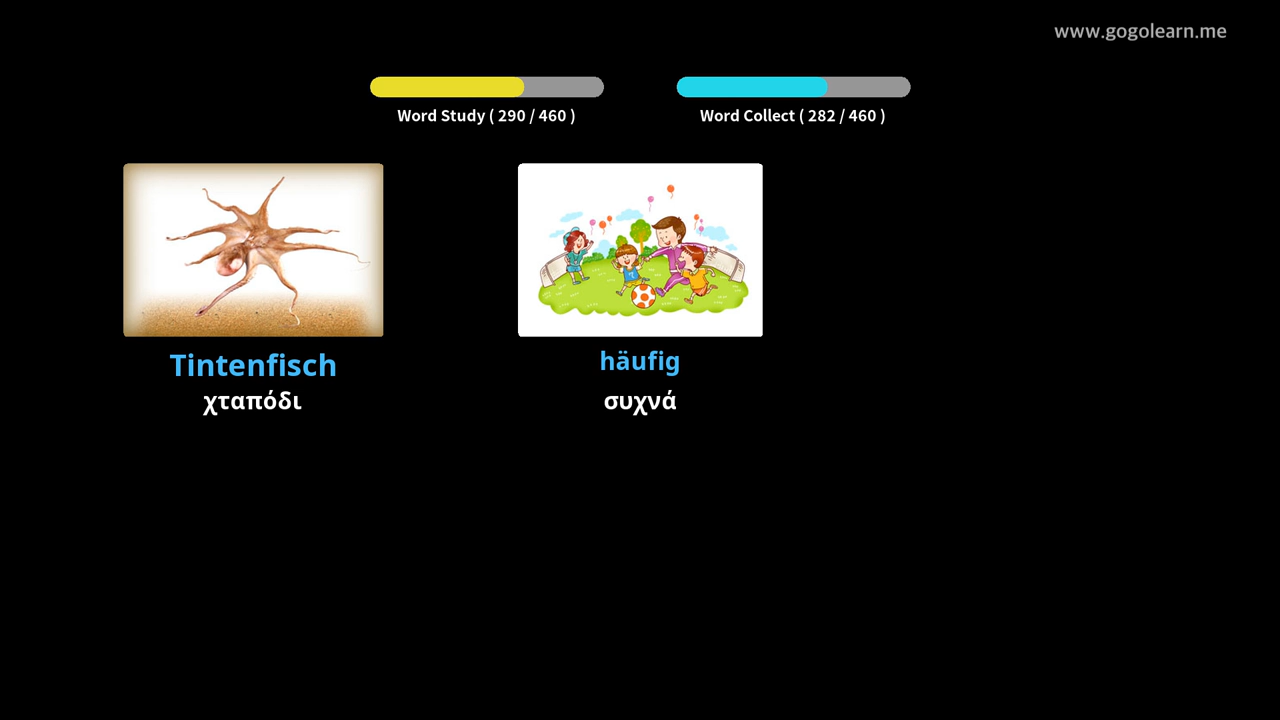 www.gogolearn.me
Word Study ( 290 / 460 )
Word Collect ( 282 / 460 )
Tintenfisch
χταπόδι
häufig
συχνά